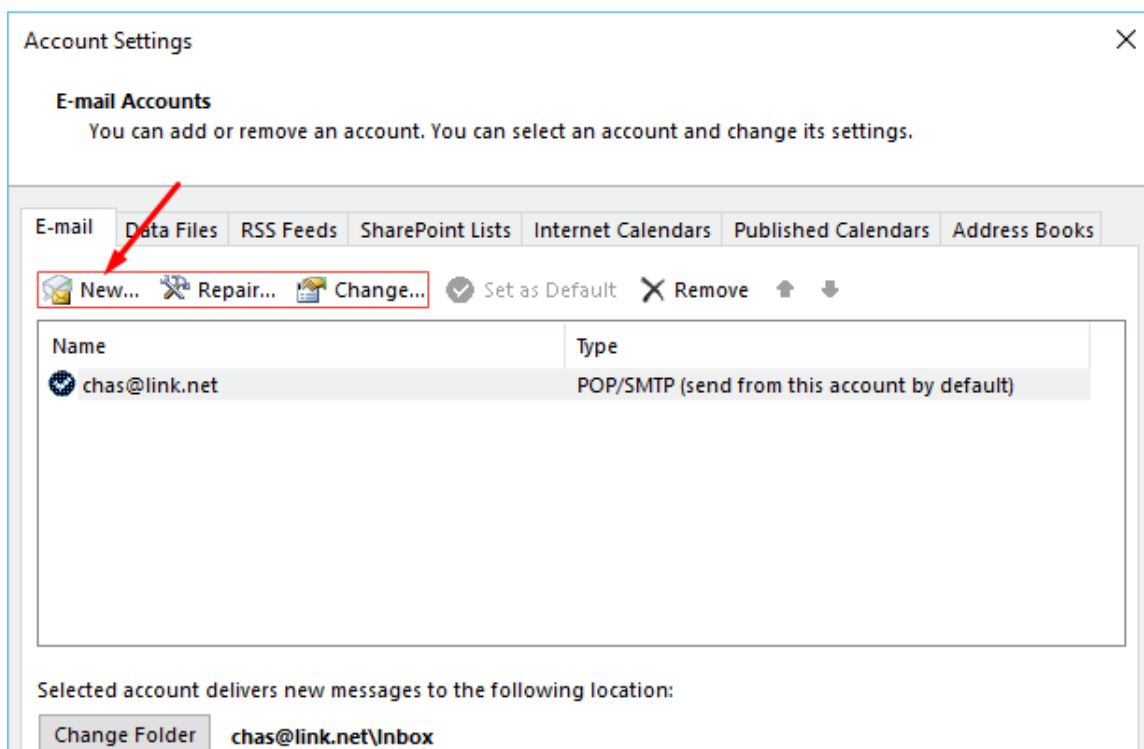 Account Settings
E-mail Accounts
You can add or remove an account. You can select an account and change its settings.
E-mail Data Files RSS Feeds SharePoint Lists Internet Calendars Published Calendars Address Books
New... Repair... Change... Set as Default Remove
Name Type
chas@link.net POP/SMTP (send from this account by default)
Selected account delivers new messages to the following location:
Change Folder chas@link.net\Inbox